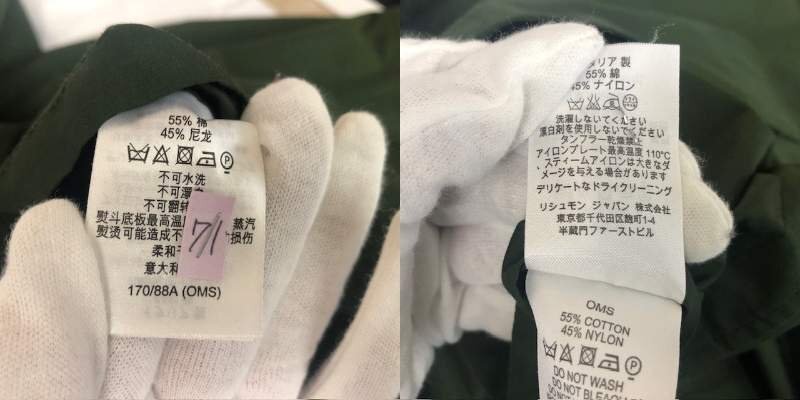 55% 棉
45% 尼龙
不可水洗
不可漂
不可翻转
熨斗底板最高温 蒸汽
熨烫可能造成不 损伤
柔和
意大利
170/88A (OMS)
71
タリア 製
55% 綿
45% ナイロン
洗濯しないでください
漂白剤を使用しないでください
タンブラー乾燥禁止
アイロンプレート最高温度 110°C
スティームアイロンは大きなダ
メージを与える場合があります
デリケートなドライクリーニング
リシュモン ジャパン 株式会社
東京都千代田区麹町1-4
半蔵門ファーストビル
OMS
55% COTTON
45% NYLON
DO NOT WASH
DO NOT BLEACH